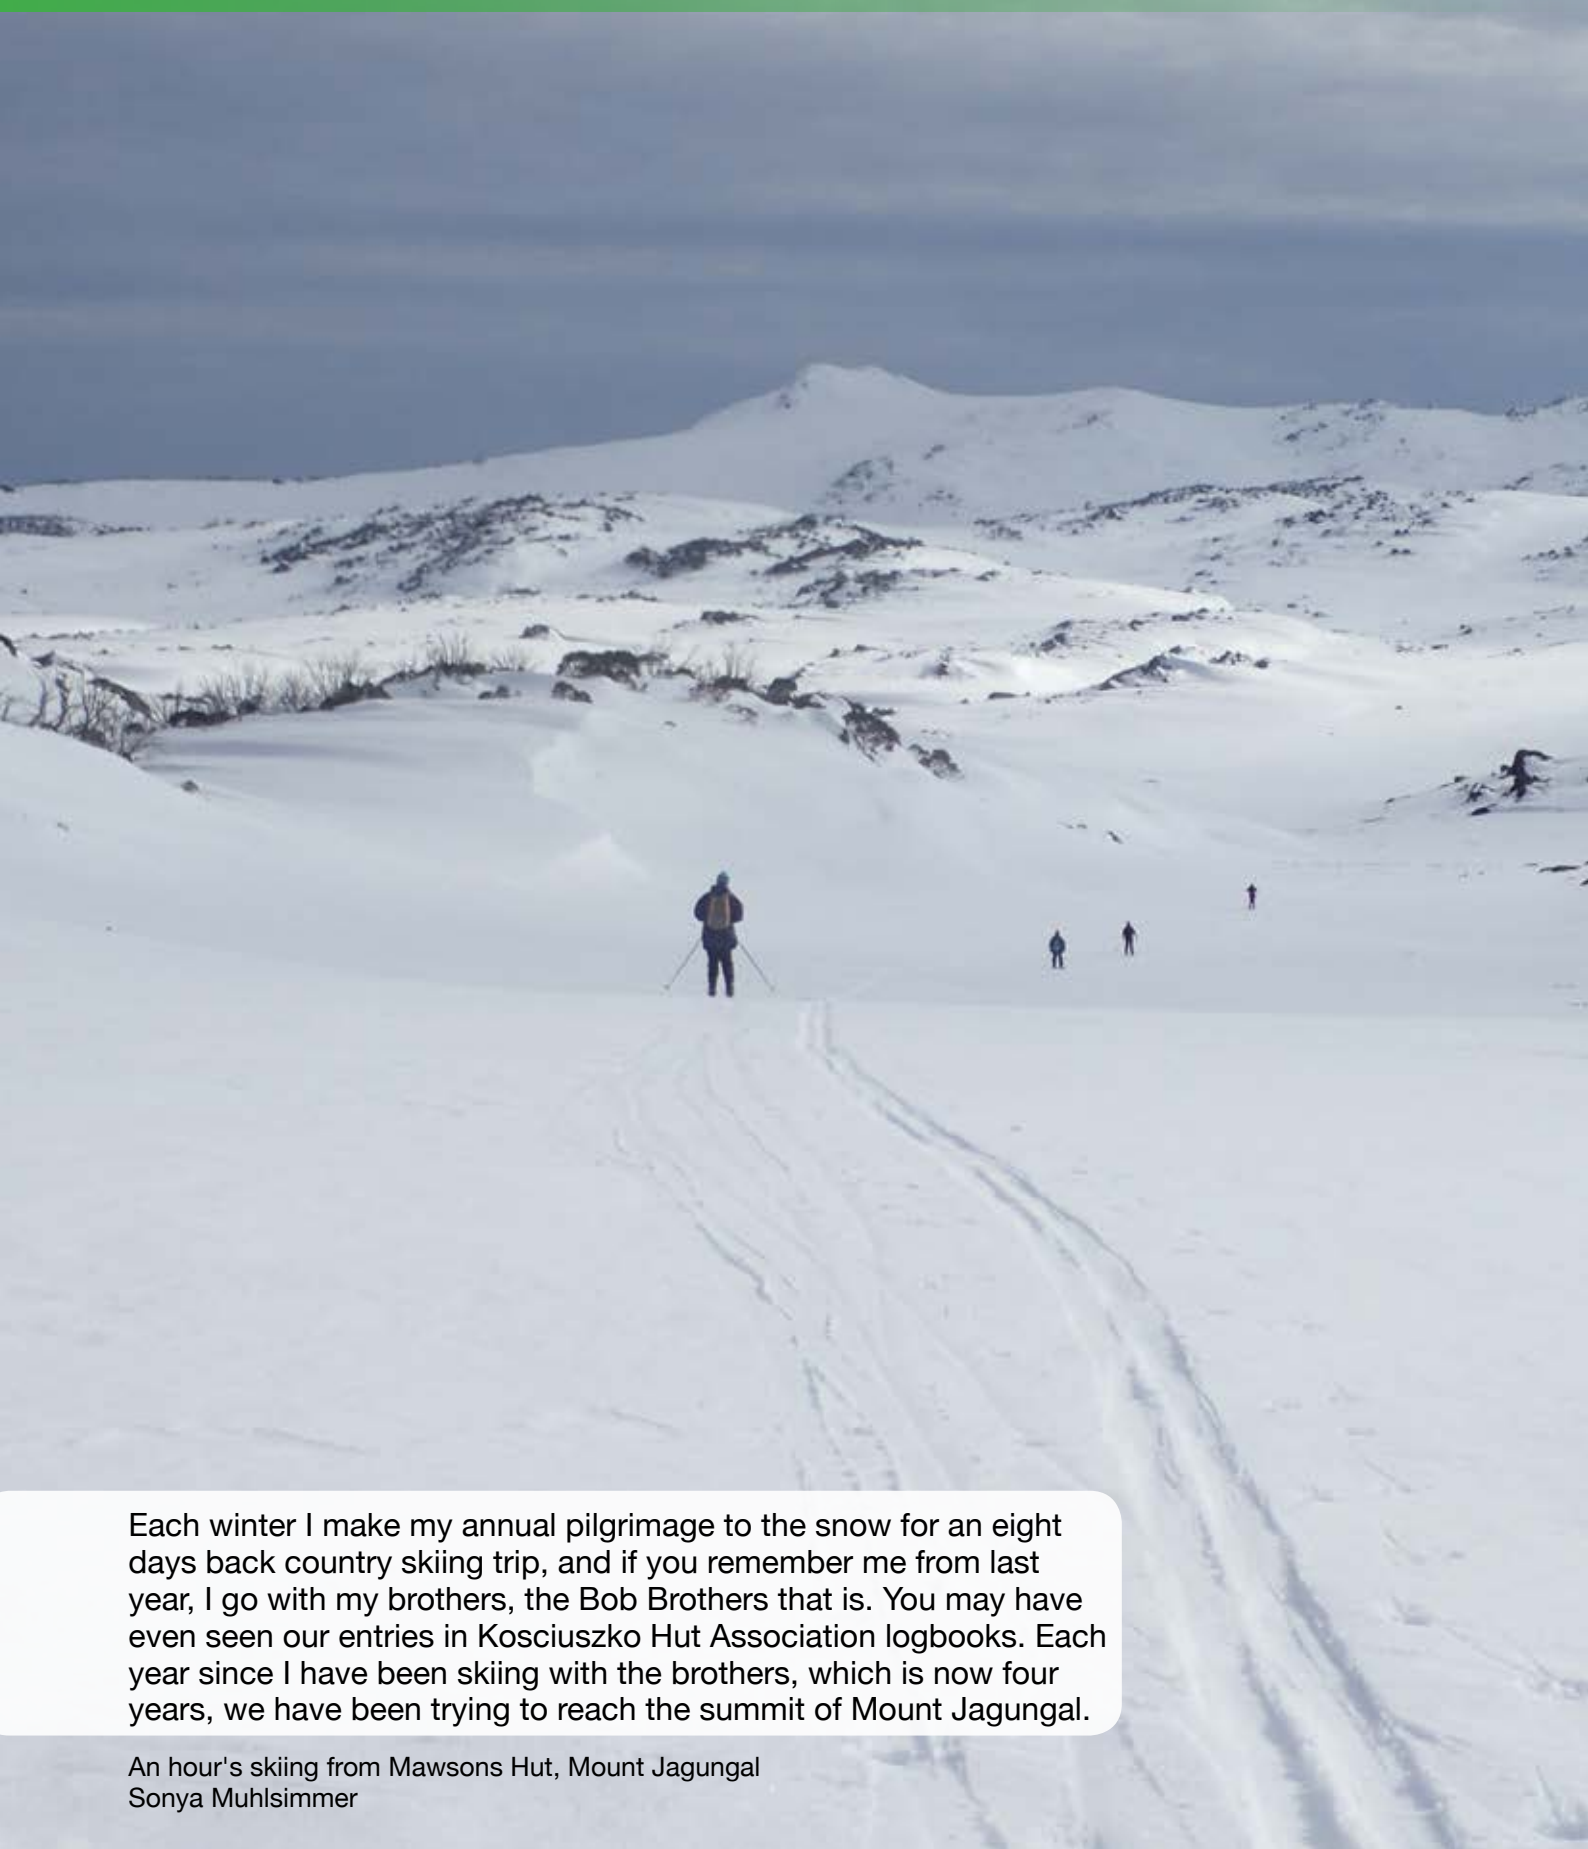 Each winter I make my annual pilgrimage to the snow for an eight
days back country skiing trip, and if you remember me from last
year, I go with my brothers, the Bob Brothers that is. You may have
even seen our entries in Kosciuszko Hut Association logbooks. Each
year since I have been skiing with the brothers, which is now four
years, we have been trying to reach the summit of Mount Jagungal.
An hour's skiing from Mawsons Hut, Mount Jagungal
Sonya Muhlsimmer